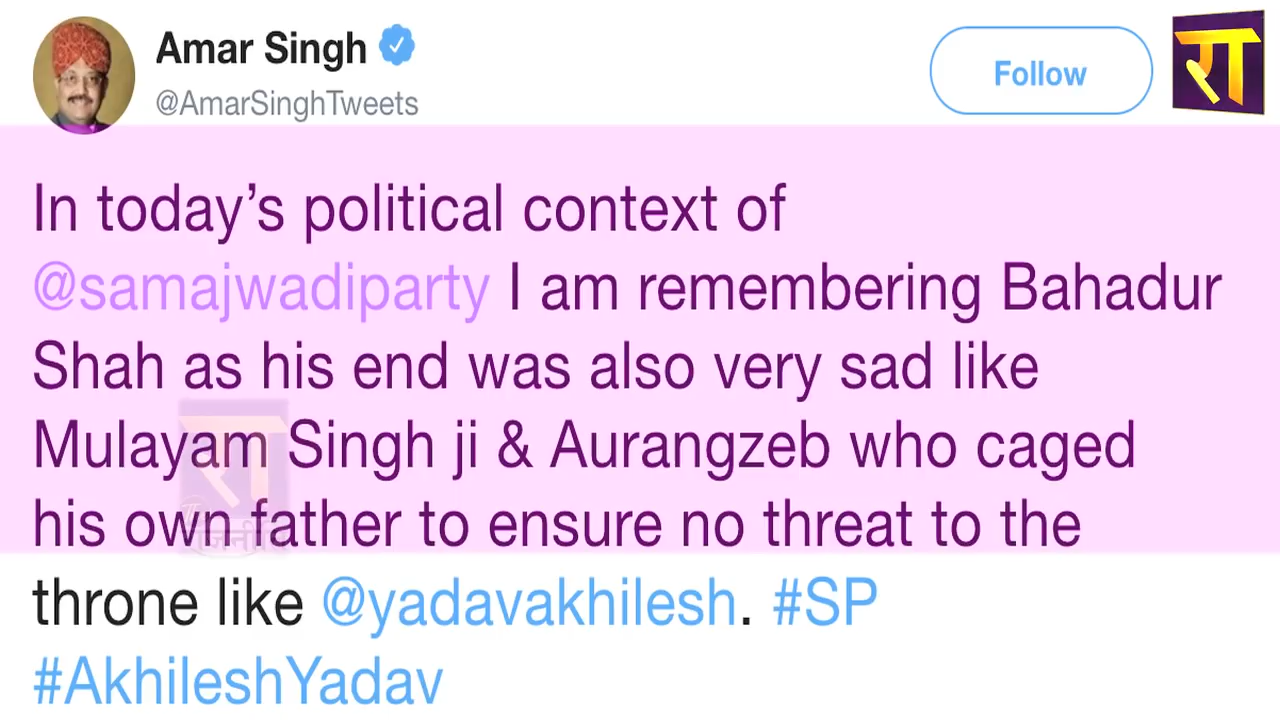 Amar Singh
@AmarSinghTweets
Follow
रा
In today’s political context of
@samajwadiparty I am remembering Bahadur
Shah as his end was also very sad like
Mulayam Singh ji & Aurangzeb who caged
his own father to ensure no threat to the
throne like @yadavakhilesh. #SP
#AkhileshYadav